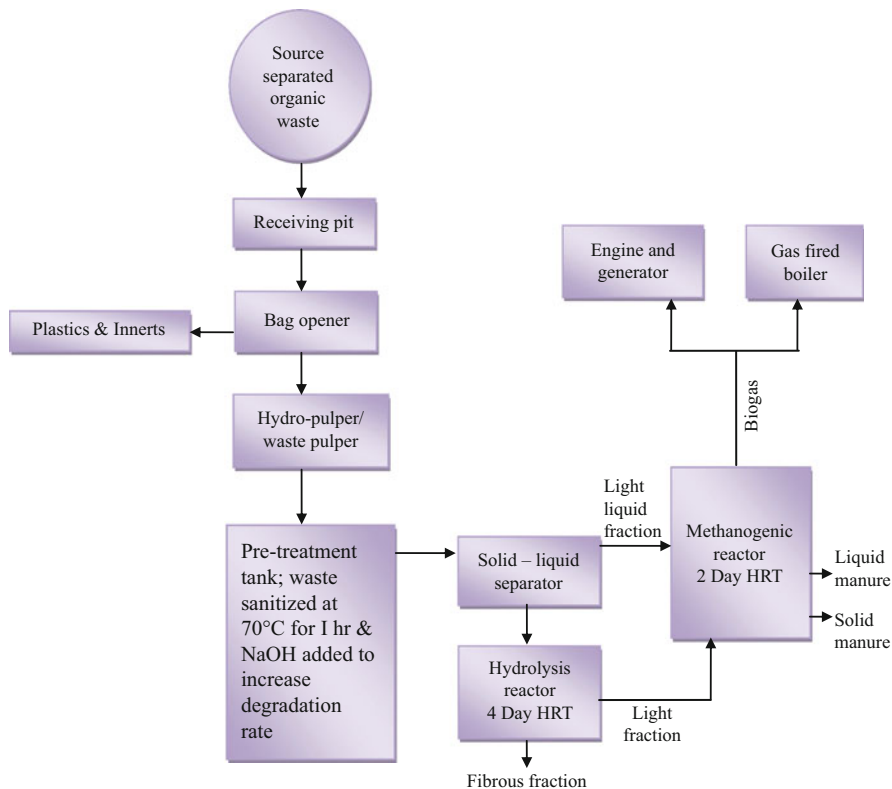 Source
separated
organic
waste
Receiving pit
Bag opener
Plastics & Innerts
Hydro-pulper/
waste pulper
Pre-treatment
tank; waste
sanitized at
70°C for I hr &
NaOH added to
increase
degradation
rate
Solid – liquid
separator
Hydrolysis
reactor
4 Day HRT
Fibrous fraction
Light
liquid
fraction
Light
fraction
Methanogenic
reactor
2 Day HRT
Biogas
Engine and
generator
Gas fired
boiler
Liquid
manure
Solid
manure